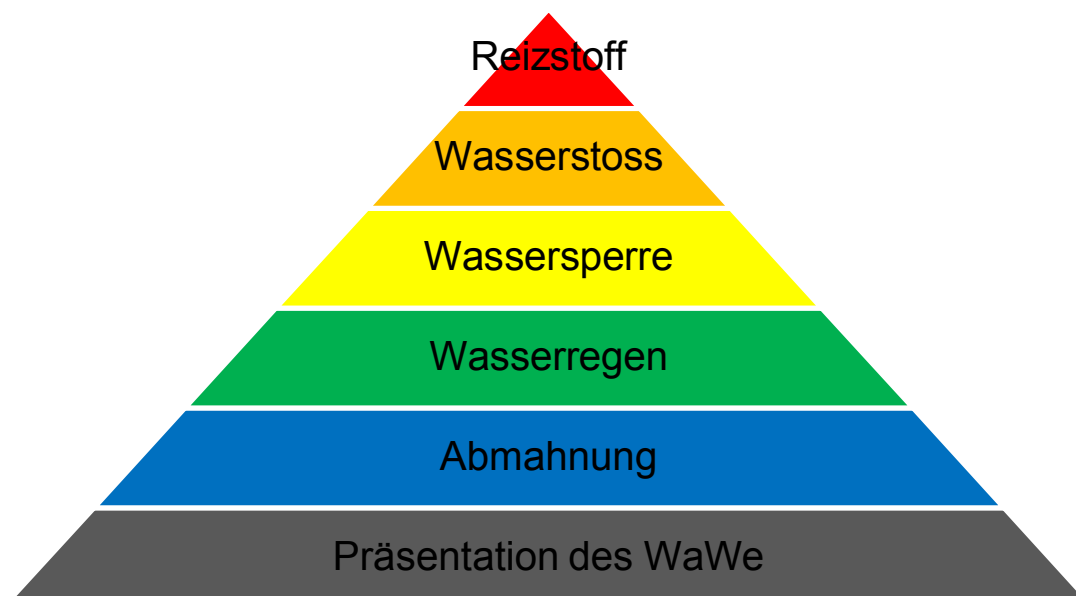 Reizstoff
Wasserstoss
Wassersperre
Wasserregen
Abmahnung
Präsentation des WaWe